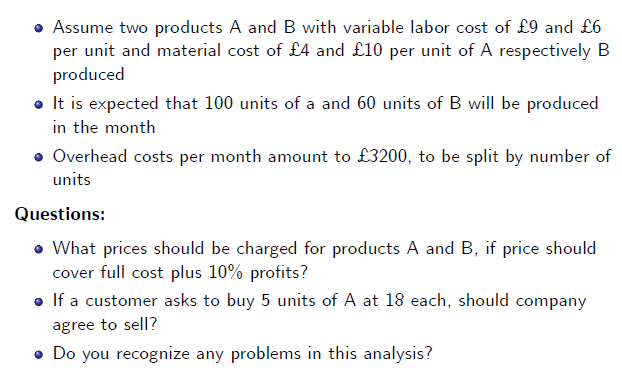 Assume two products A and B with variable labor cost of £9 and £6
per unit and material cost of £4 and £10 per unit of A respectively B
produced
It is expected that 100 units of a and 60 units of B will be produced
in the month
Overhead costs per month amount to £3200, to be split by number of
units
Questions:
What prices should be charged for products A and B, if price should
cover full cost plus 10% profits?
If a customer asks to buy 5 units of A at 18 each, should company
agree to sell?
Do you recognize any problems in this analysis?